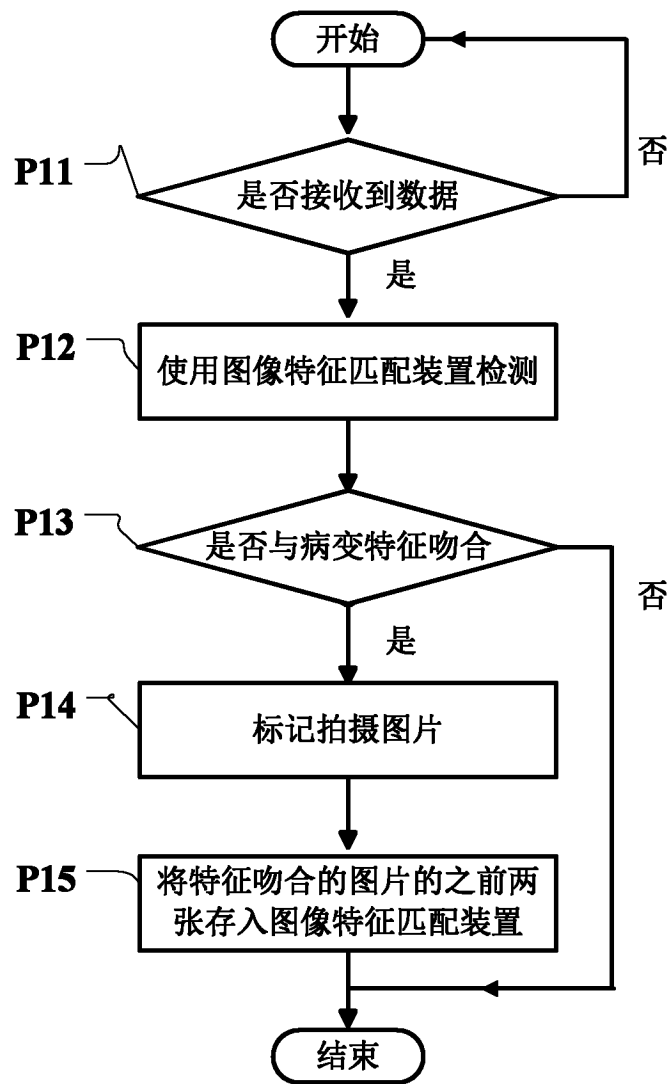 开始
否
P11
是否接收到数据
是
P12
使用图像特征匹配装置检测
P13
是否与病变特征吻合
否
是
P14
标记拍摄图片
P15
将特征吻合的图片的之前两
张存入图像特征匹配装置
结束